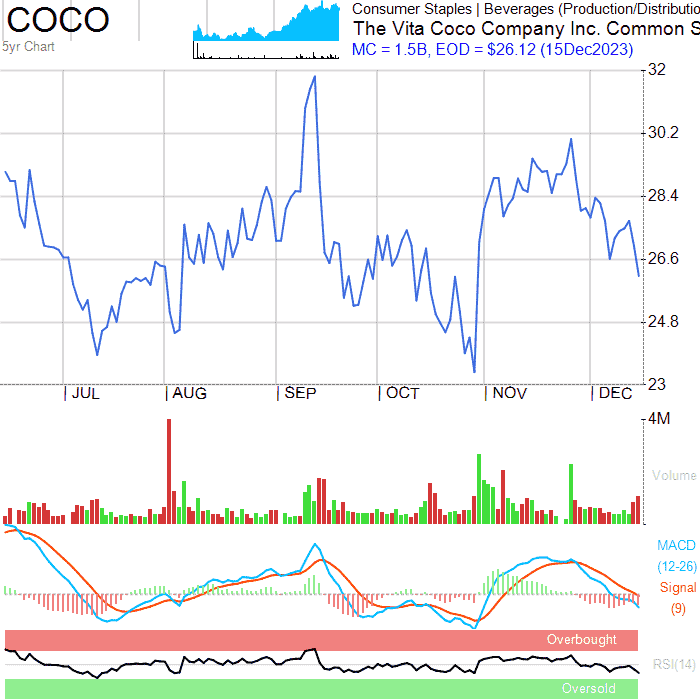 COCO
5yr Chart
Consumer Staples | Beverages (Production/Distributio
The Vita Coco Company Inc. Common S
MC = 1.5B, EOD = $26.12 (15Dec2023)
32
30.2
28.4
26.6
24.8
23
JUL AUG SEP OCT NOV DEC
4M
Volume
MACD
(12-26)
Signal
(9)
Overbought
RSI(14)
Oversold